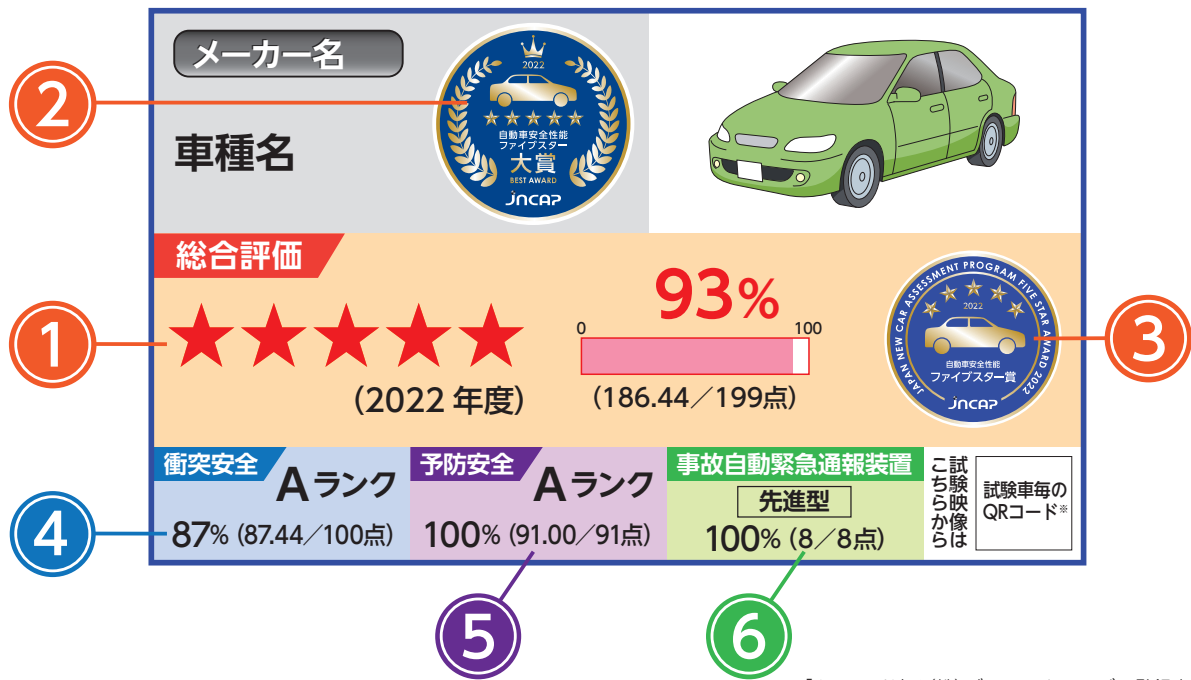 メーカー名
車種名
2022
自動車安全性能
ファイブスター
大賞
BEST AWARD
JNCAP
②
総合評価
★★★★★
(2022 年度)
93%
0 100
(186.44／199点)
JAPAN NEW CAR ASSESSMENT PROGRAM FIVE STAR AWARD 2022
2022
自動車安全性能
ファイブスター賞
JNCAP
①
③
衝突安全
Aランク
87% (87.44／100点)
④
予防安全
Aランク
100% (91.00／91点)
⑤
事故自動緊急通報装置
先進型
100% (8／8点)
⑥
試験映像は
こちらから
試験車毎の
QRコード※